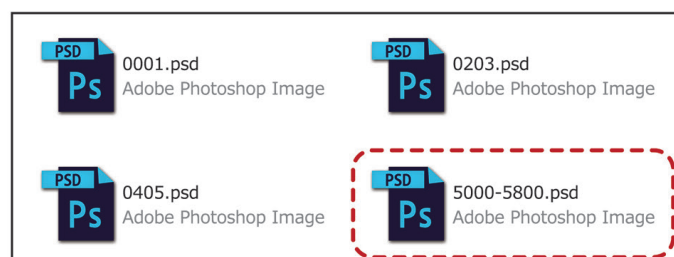 PSD
Ps
0001.psd
Adobe Photoshop Image
PSD
Ps
0203.psd
Adobe Photoshop Image
PSD
Ps
0405.psd
Adobe Photoshop Image
PSD
Ps
5000-5800.psd
Adobe Photoshop Image